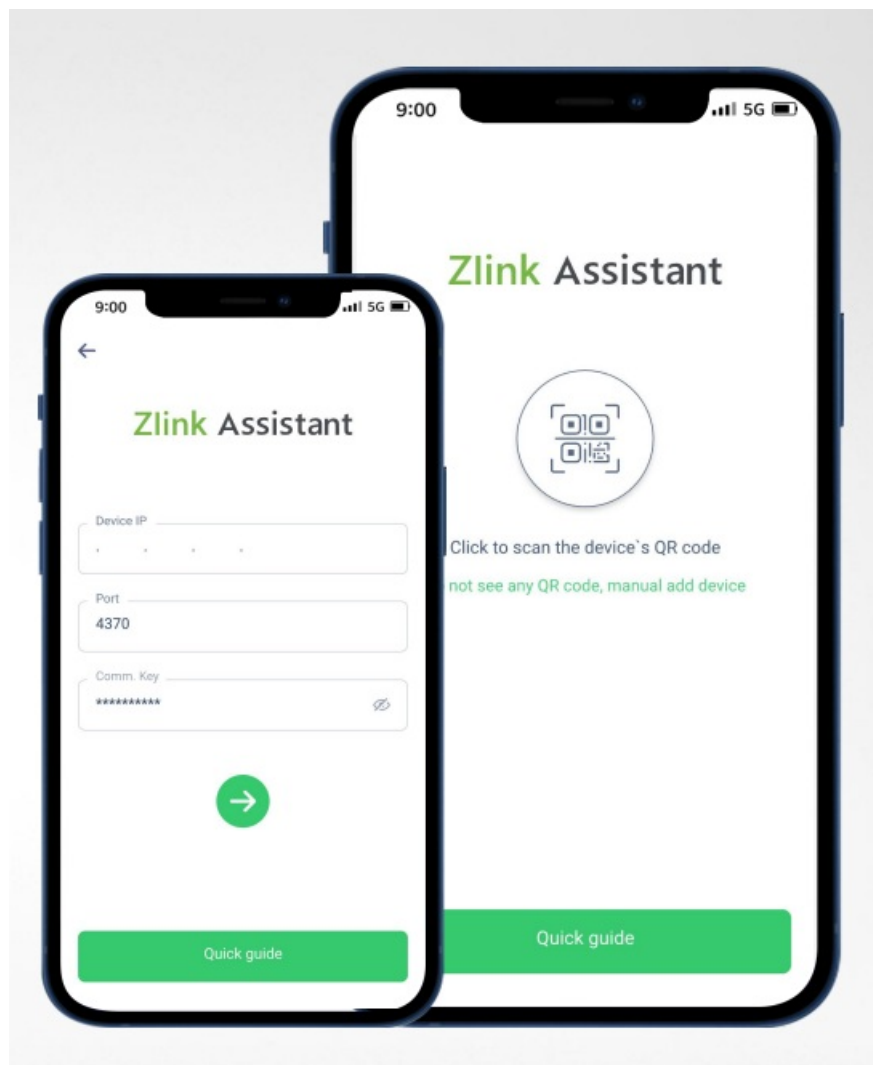 9:00
5G
Zlink Assistant
Click to scan the device`s QR code
not see any QR code, manual add device
Quick guide
9:00
5G
Zlink Assistant
Device IP
. . . .
Port
4370
Comm. Key
**********
Quick guide